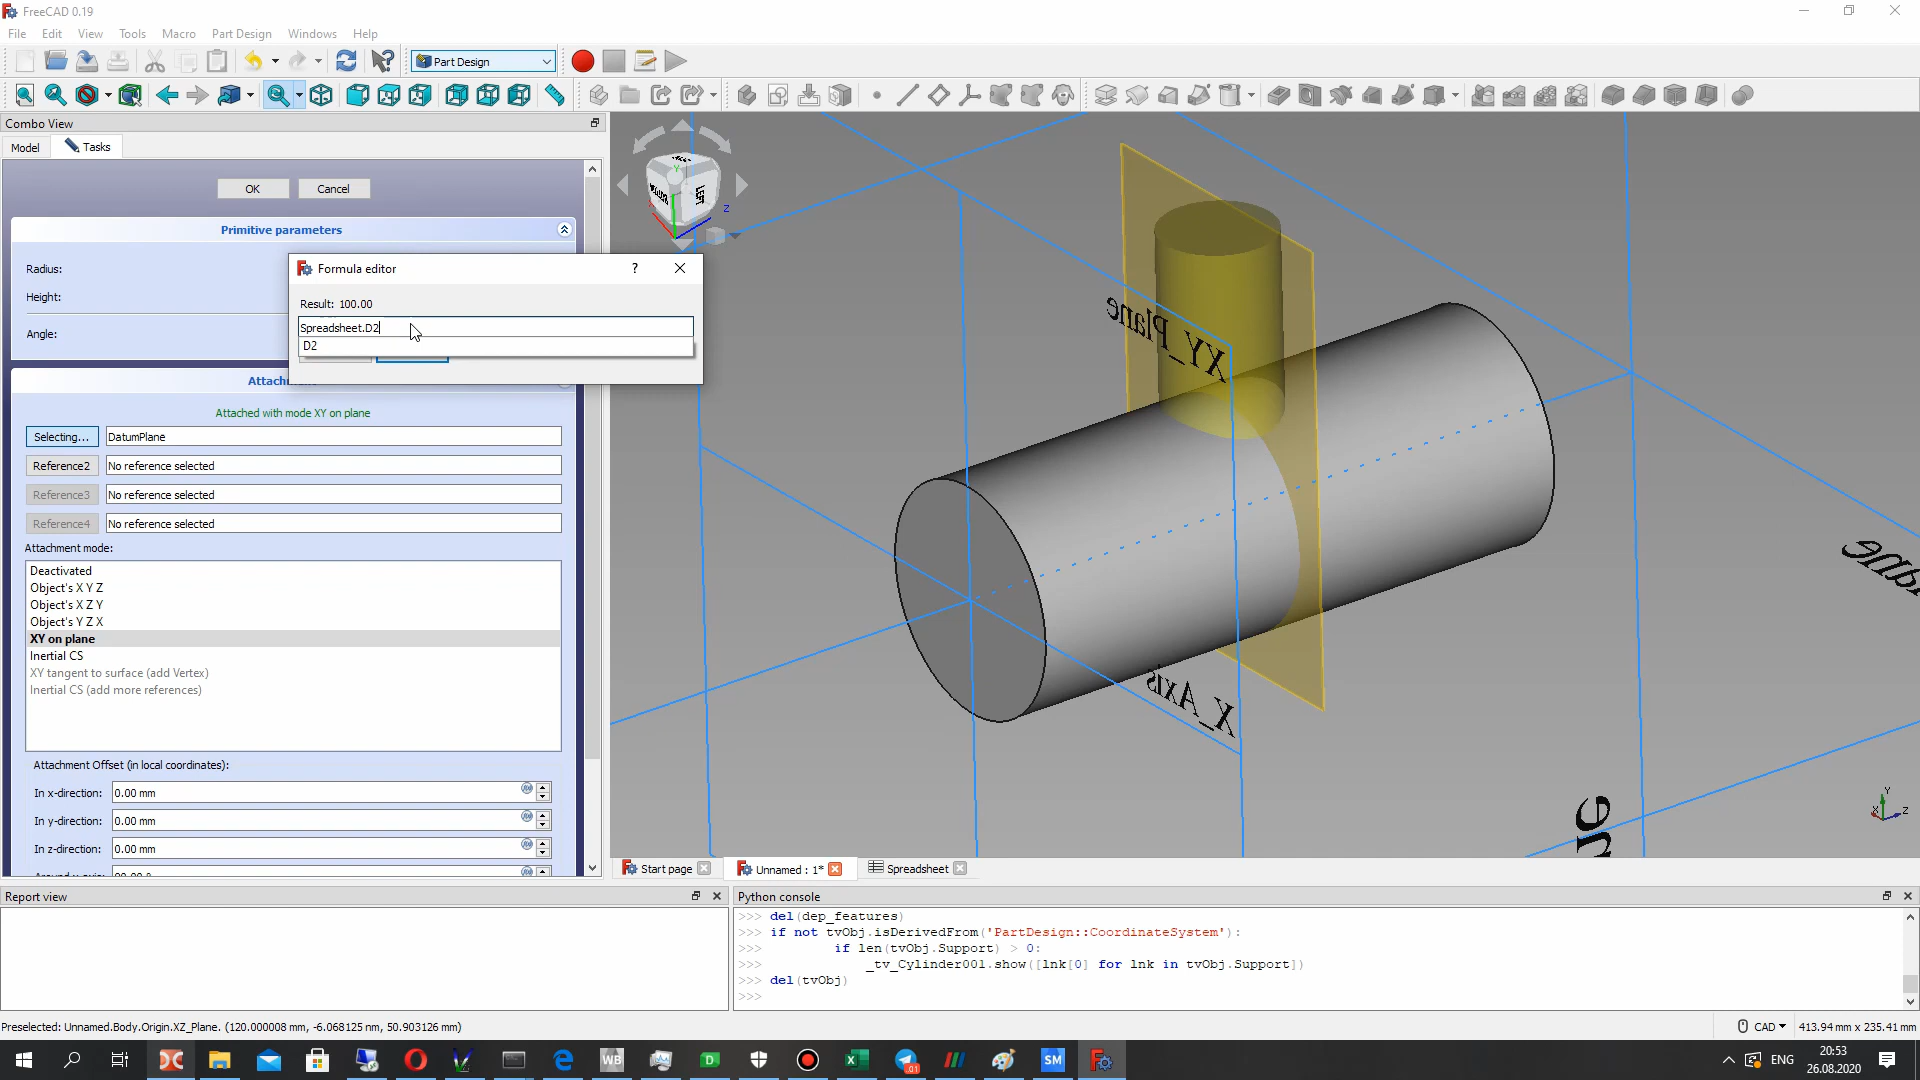 FreeCAD 0.19
File Edit View Tools Macro Part Design Windows Help
Part Design
Combo View
Model Tasks
OK Cancel
Primitive parameters
Radius:
Height:
Angle:
Formula editor
?
Result: 100.00
Spreadsheet.D2
D2
Attached with mode XY on plane
Selecting... DatumPlane
Reference2 No reference selected
Reference3 No reference selected
Reference4 No reference selected
Attachment mode:
Deactivated
Object's X Y Z
Object's X Z Y
Object's Y Z X
XY on plane
Inertial CS
XY tangent to surface (add Vertex)
Inertial CS (add more references)
Attachment Offset (in local coordinates):
In x-direction: 0.00 mm
In y-direction: 0.00 mm
In z-direction: 0.00 mm
XY_Plane
X_Axis
LEFT
Y
Z
Y
X
Z
Start page Unnamed : 1* Spreadsheet
Report view
Python console
>>> del(dep_features)
>>> if not tvObj.isDerivedFrom('PartDesign::CoordinateSystem'):
>>> if len(tvObj.Support) > 0:
>>> _tv_Cylinder001.show([lnk[0] for lnk in tvObj.Support])
>>> del(tvObj)
>>>
Preselected: Unnamed.Body.Origin.XZ_Plane. (120.000008 mm, -6.068125 nm, 50.903126 mm)
CAD 413.94 mm x 235.41 mm
WB
D
.01
SM
ENG
20:53
26.08.2020